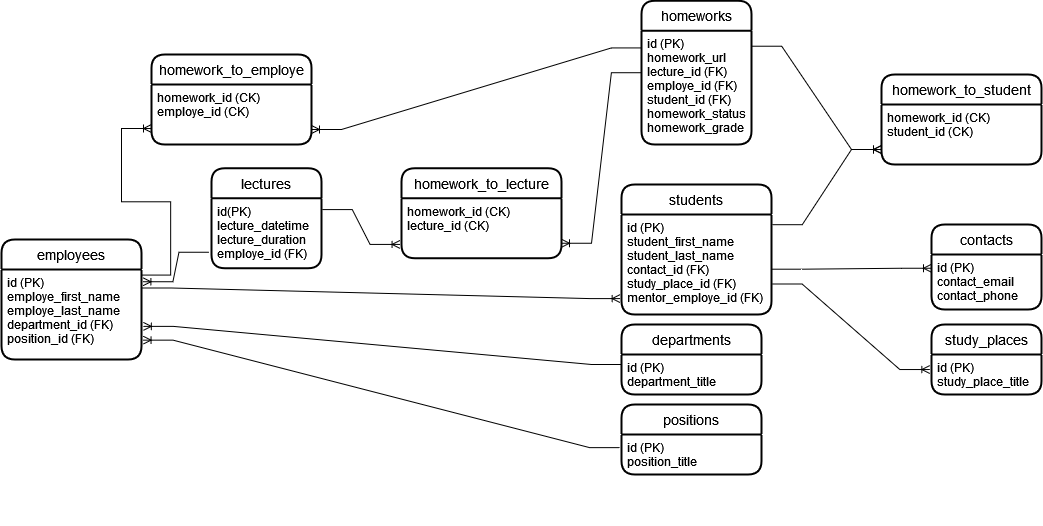 homeworks
id (PK)
homework_url
lecture_id (FK)
employe_id (FK)
student_id (FK)
homework_status
homework_grade
homework_to_employe
homework_id (CK)
employe_id (CK)
homework_to_student
homework_id (CK)
student_id (CK)
lectures
id(PK)
lecture_datetime
lecture_duration
employe_id (FK)
homework_to_lecture
homework_id (CK)
lecture_id (CK)
students
id (PK)
student_first_name
student_last_name
contact_id (FK)
study_place_id (FK)
mentor_employe_id (FK)
contacts
id (PK)
contact_email
contact_phone
employees
id (PK)
employe_first_name
employe_last_name
department_id (FK)
position_id (FK)
departments
id (PK)
department_title
study_places
id (PK)
study_place_title
positions
id (PK)
position_title